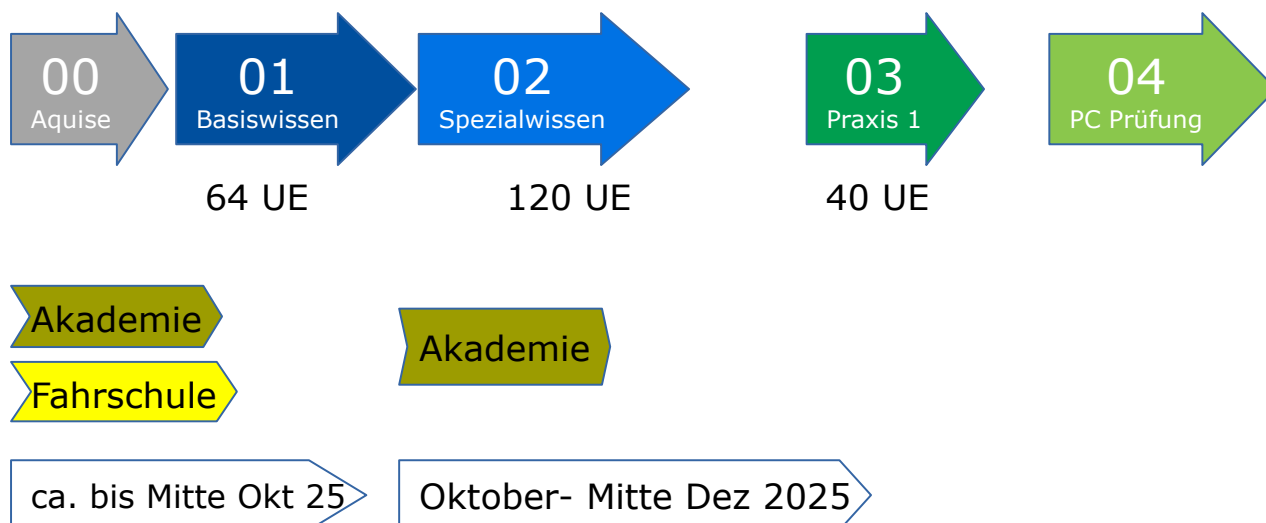 00
Aquise
01
Basiswissen
02
Spezialwissen
03
Praxis 1
04
PC Prüfung
64 UE
120 UE
40 UE
Akademie
Fahrschule
Akademie
ca. bis Mitte Okt 25
Oktober- Mitte Dez 2025